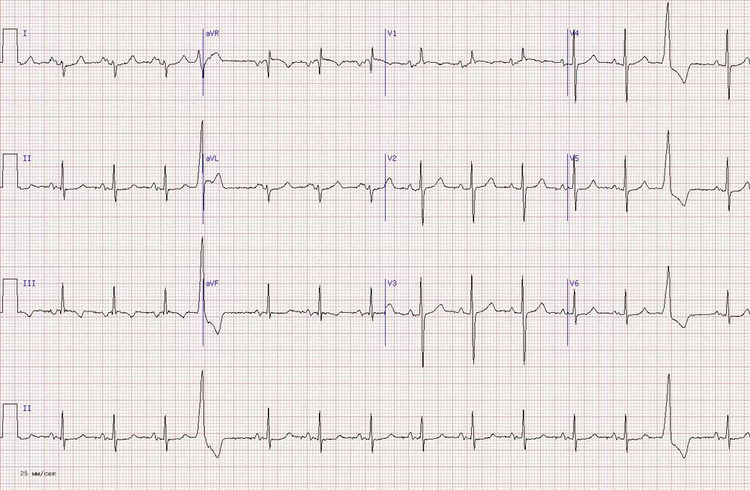 I aVR V1 V4
II aVL V2 V5
III aVF V3 V6
II
25 мм/сек